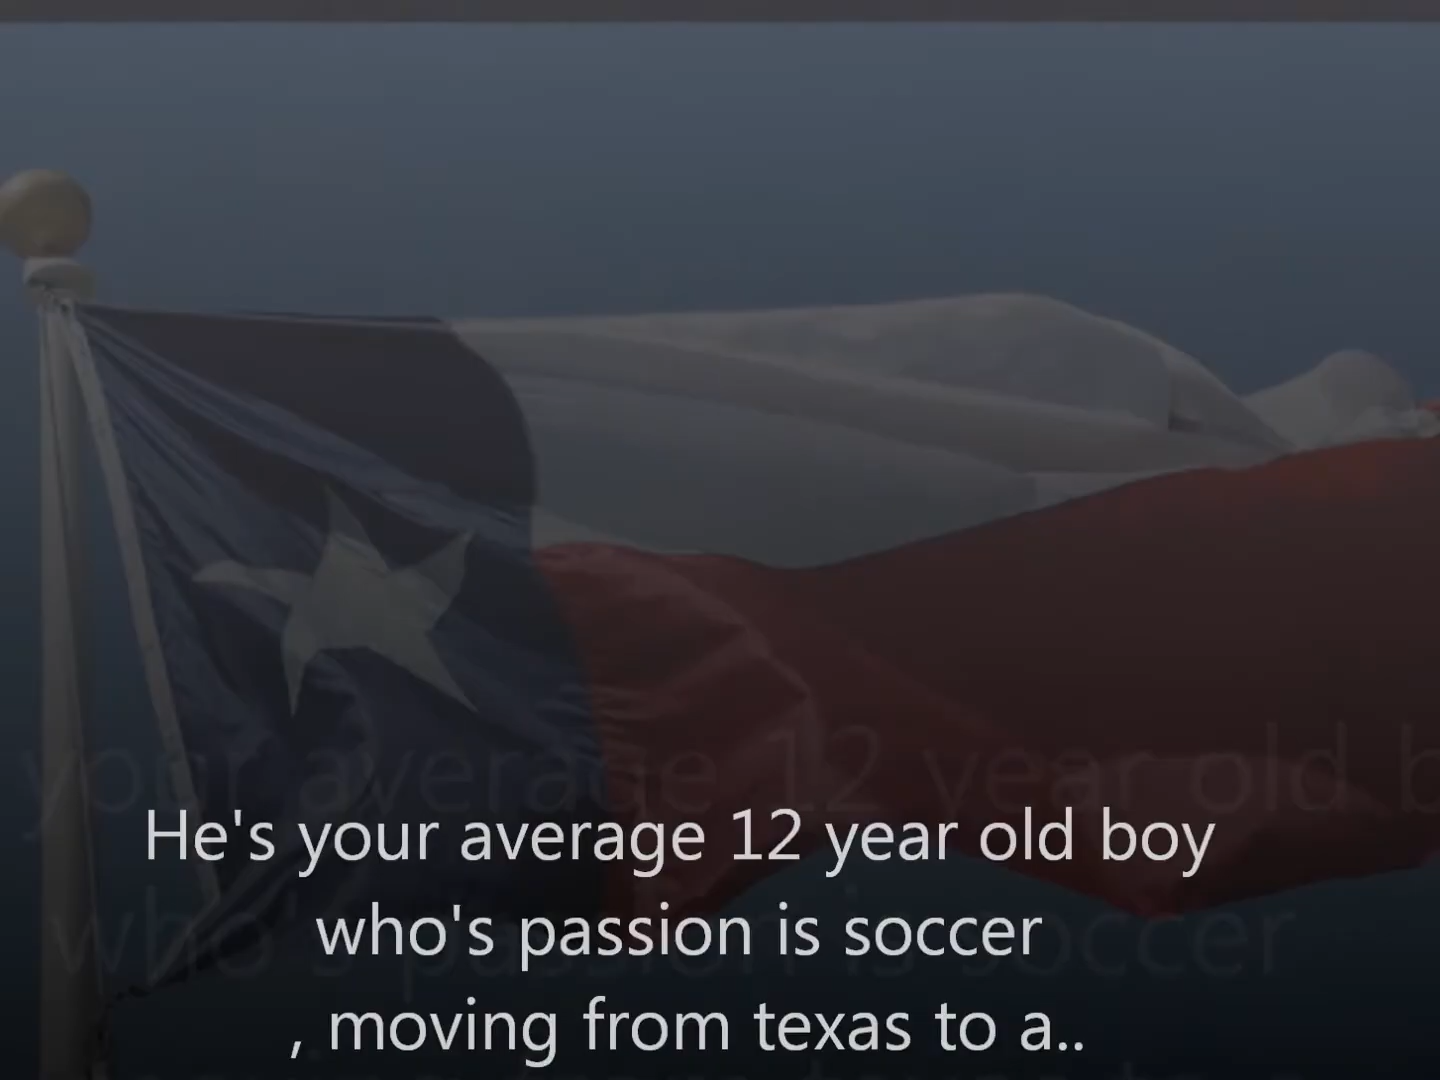 He's your average 12 year old boy
who's passion is soccer
, moving from texas to a..